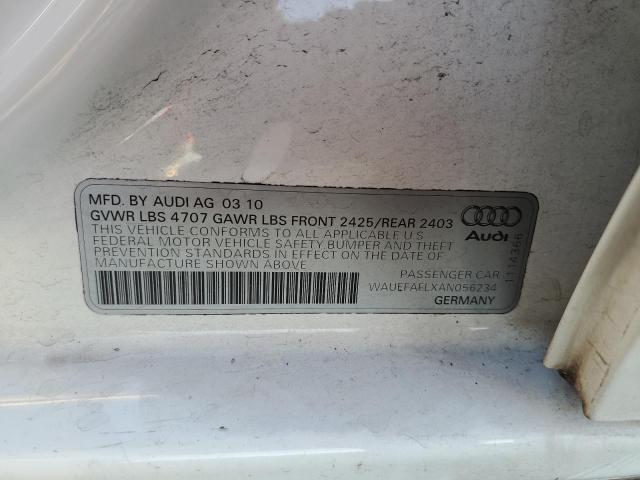 MFD. BY AUDI AG 03 10
GVWR LBS 4707 GAWR LBS FRONT 2425/REAR 2403
THIS VEHICLE CONFORMS TO ALL APPLICABLE U.S.
FEDERAL MOTOR VEHICLE SAFETY, BUMPER AND THEFT
PREVENTION STANDARDS IN EFFECT ON THE DATE OF
MANUFACTURE SHOWN ABOVE
PASSENGER CAR
WAUEFAFLXAN056234
GERMANY
Audi
1114366